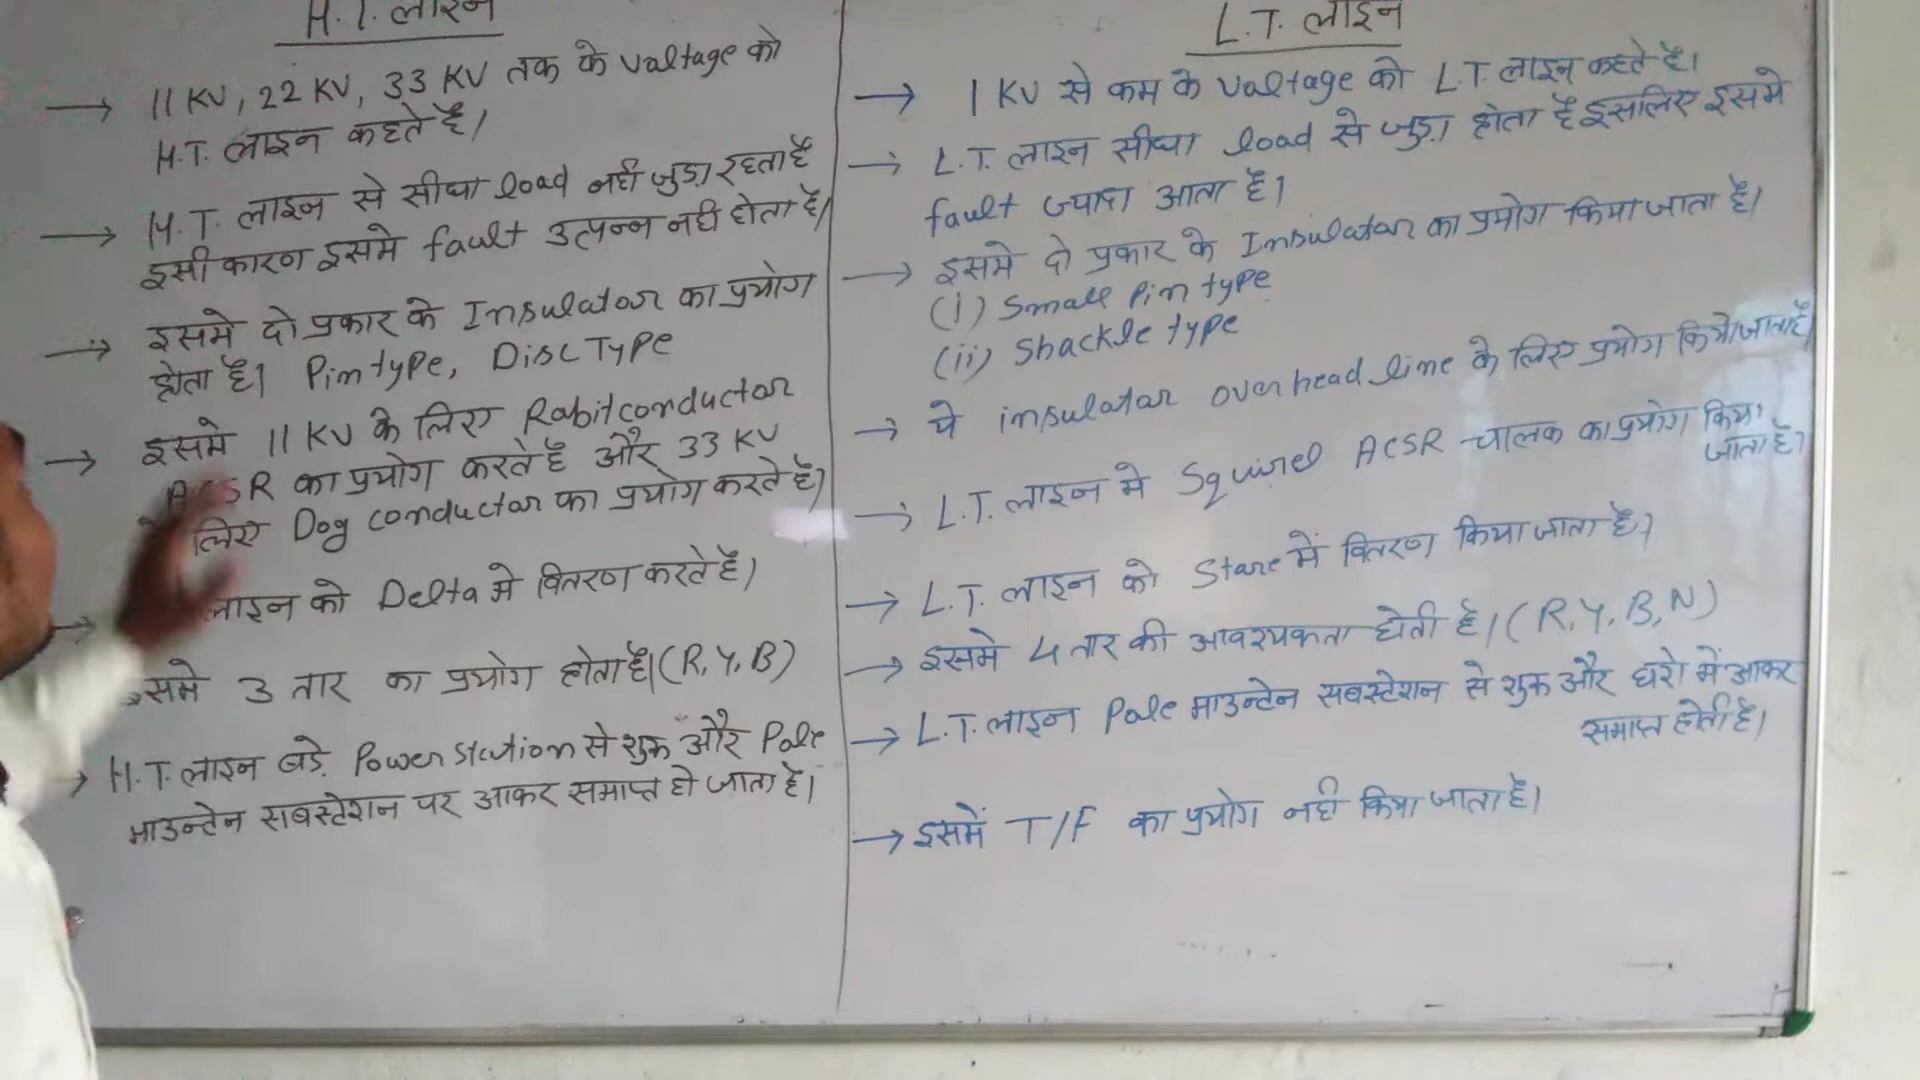 H.T. लाइन
→ 11 KV, 22 KV, 33 KV तक के Voltage को
H.T. लाइन कहते है।
→ H.T. लाइन से सीधा load नही जुड़ा रहता है
इसी कारण इसमे fault उत्पन्न नही होता है।
→ इसमे दो प्रकार के Insulator का प्रयोग
होता है। Pin type, Disc Type
→ इसमे 11 KV के लिए Rabit conductor
ACSR का प्रयोग करते है और 33 KV
लिए Dog conductor का प्रयोग करते है।
→ लाइन को Delta मे वितरण करते है।
इसमे 3 तार का प्रयोग होता है। (R, Y, B)
→ H.T. लाइन बड़े Power Station से शुरू और Pole
माउन्टेन सबस्टेशन पर आकर समाप्त हो जाता है।
L.T. लाइन
→ 1 KV से कम के Voltage को L.T. लाइन कहते है।
→ L.T. लाइन सीधा load से जुड़ा होता है इसलिए इसमे
fault ज्यादा आता है।
→ इसमे दो प्रकार के Insulator का प्रयोग किया जाता है।
(i) Small Pin type
(ii) Shackle type
→ ये insulator overhead line के लिए प्रयोग किये जाता है।
→ L.T. लाइन मे Squirel ACSR चालक का प्रयोग किया
जाता है।
→ L.T. लाइन को Stare में वितरण किया जाता है।
→ इसमे 4 तार की आवश्यकता होती है। (R, Y, B, N)
→ L.T. लाइन Pole माउन्टेन सबस्टेशन से शुरू और घरो में आकर
समाप्त होती है।
→ इसमें T/F का प्रयोग नही किया जाता है।